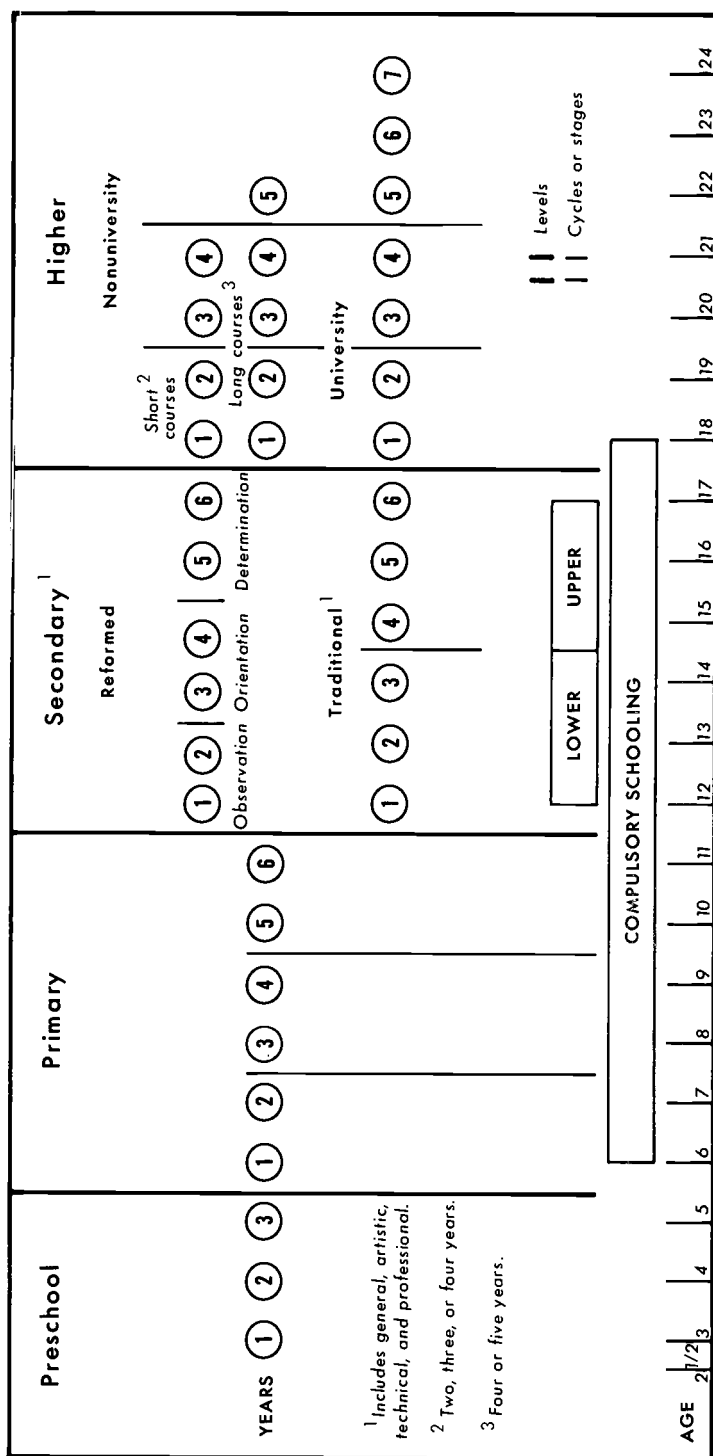 Preschool
Primary
Secondary 1
Higher
Reformed
Nonuniversity
Short 2
courses
1 2 3 4 5 6
1 2 3 4
Observation Orientation Determination
Long courses 3
YEARS 1 2 3
1 2 3 4 5 6
1 2 3 4 5
Traditional 1
University
1 2 3 4 5 6
1 2 3 4 5 6 7
1 Includes general, artistic,
technical, and professional.
2 Two, three, or four years.
3 Four or five years.
Levels
Cycles or stages
LOWER
UPPER
COMPULSORY SCHOOLING
AGE 2 1/2 3 4 5 6 7 8 9 10 11 12 13 14 15 16 17 18 19 20 21 22 23 24